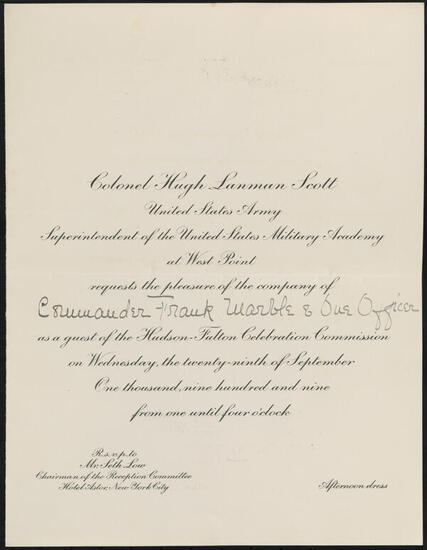 Colonel Hugh Lenman Scott
United States Army
Superintendent of the United States Military Academy
at West Point
requests the pleasure of the company of
Commander Frank Marble & One Officer
as a guest of the Hudson-Fulton Celebration Commission
on Wednesday, the twenty-ninth of September
One thousand, nine hundred and nine
from one until four o'clock
R.s.v.p. to
Mr. Seth Low
Chairman of the Reception Committee
Hotel Astor, New York City
Afternoon dress